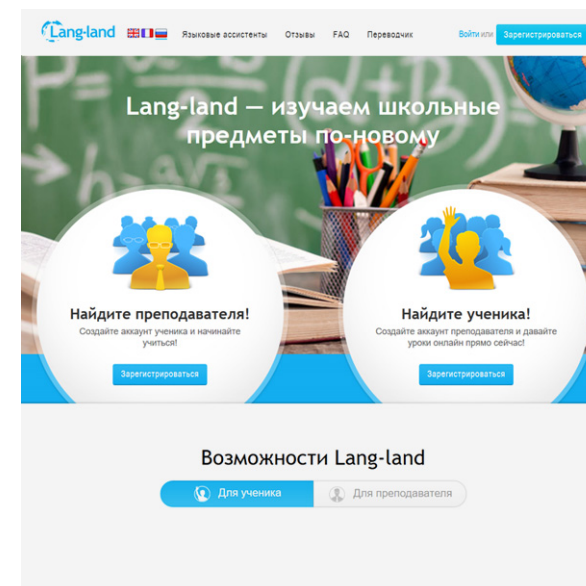 Lang-land
Языковые ассистенты Отзывы FAQ Переводчик
Войти или Зарегистрироваться
Lang-land — изучаем школьные
предметы по-новому
Найдите преподавателя!
Создайте аккаунт ученика и начинайте
учиться!
Зарегистрироваться
Найдите ученика!
Создайте аккаунт преподавателя и давайте
уроки онлайн прямо сейчас!
Зарегистрироваться
Возможности Lang-land
Для ученика
Для преподавателя